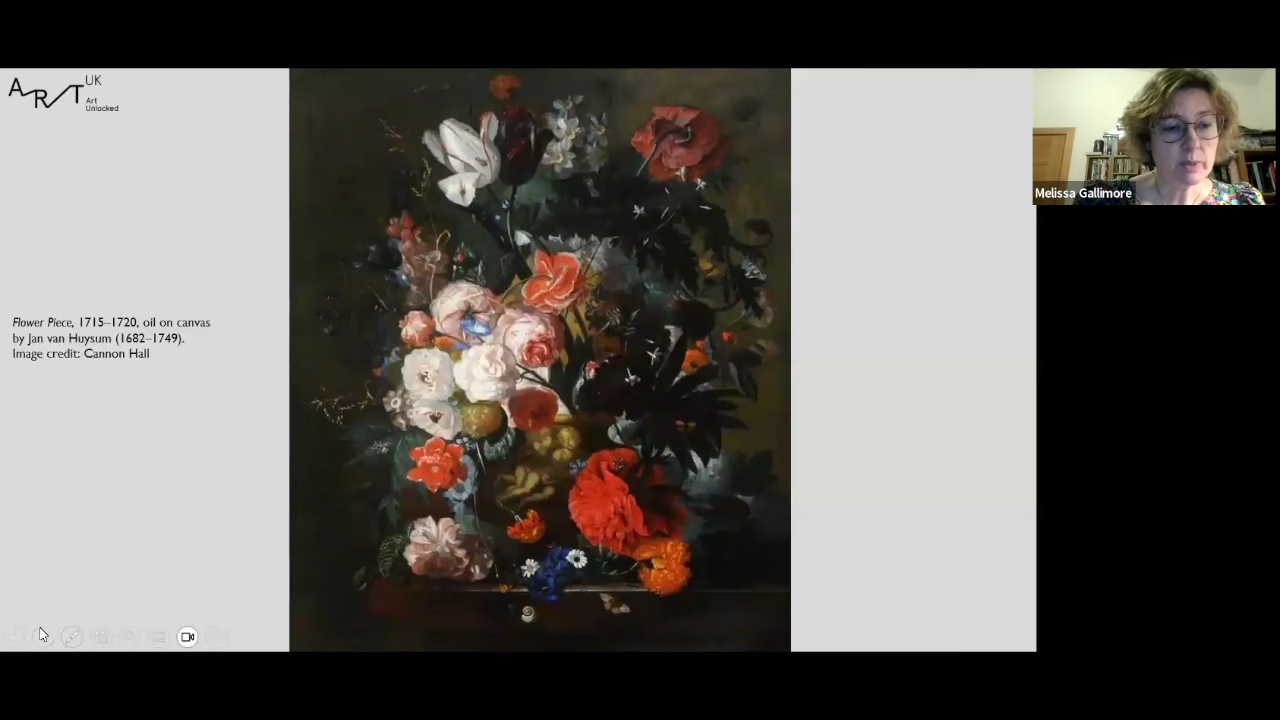 ART UK
Art
Unlocked
Flower Piece, 1715–1720, oil on canvas
by Jan van Huysum (1682–1749).
Image credit: Cannon Hall
Melissa Gallimore